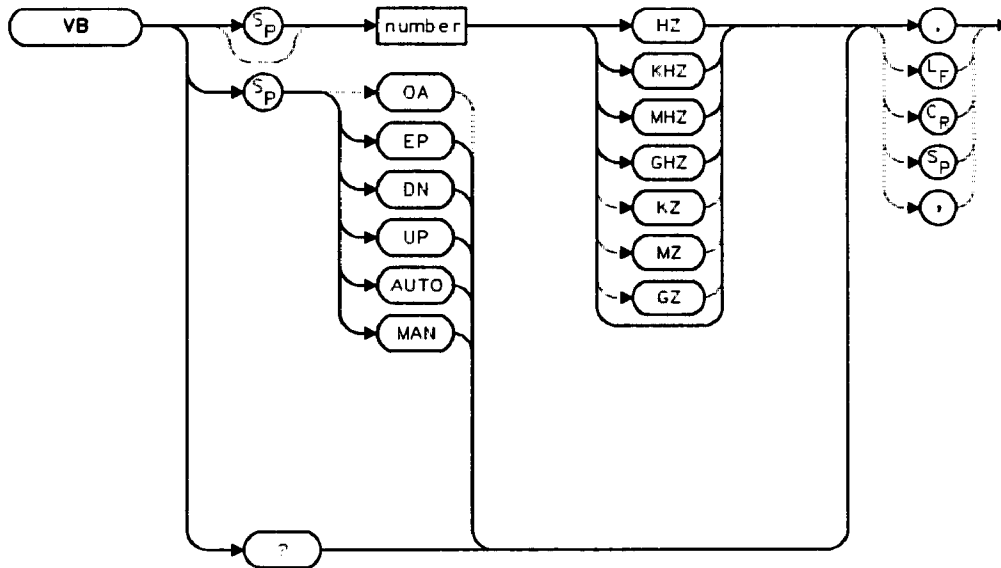 VB
SP
number
HZ
KHZ
MHZ
GHZ
KZ
MZ
GZ
SP
OA
EP
DN
UP
AUTO
MAN
?
.
LF
CR
SP
,